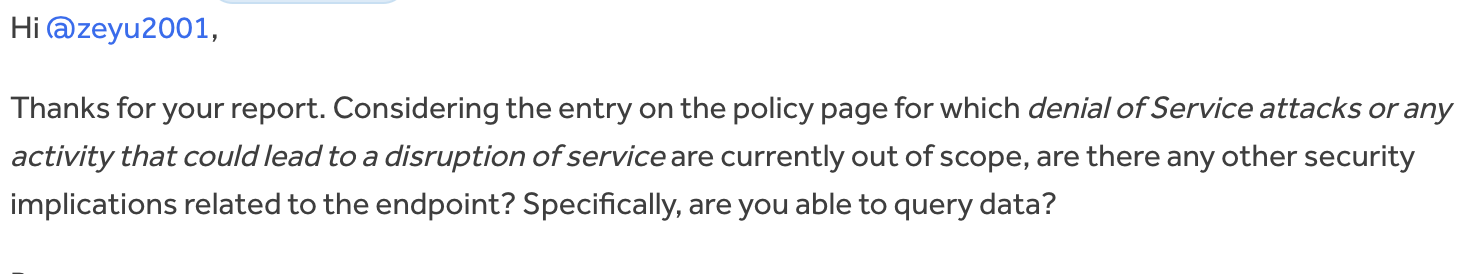 Hi @zeyu2001,
Thanks for your report. Considering the entry on the policy page for which denial of Service attacks or any
activity that could lead to a disruption of service are currently out of scope, are there any other security
implications related to the endpoint? Specifically, are you able to query data?